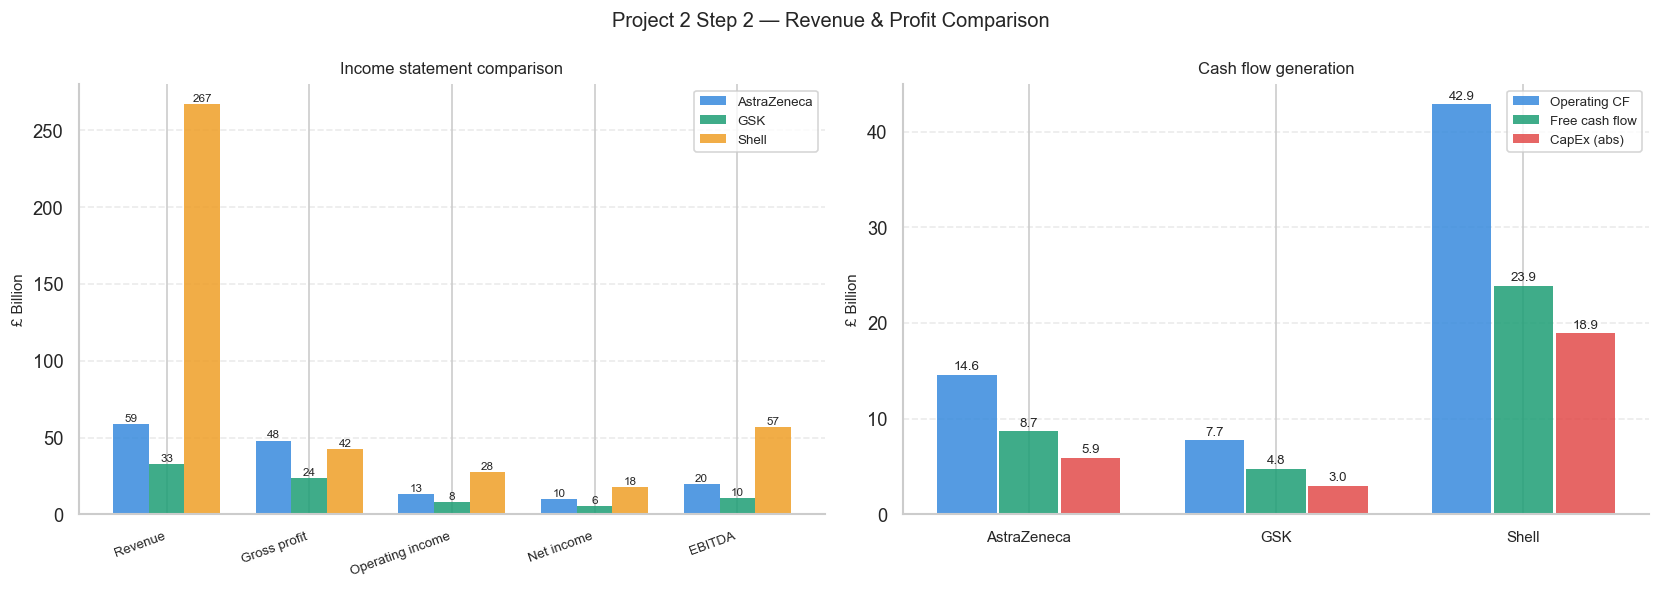 Project 2 Step 2 — Revenue & Profit Comparison
Income statement comparison
£ Billion
250
200
150
100
50
0
267
59
33
48
24
42
13
8
28
10
6
18
20
10
57
AstraZeneca
GSK
Shell
Revenue
Gross profit
Operating income
Net income
EBITDA
Cash flow generation
£ Billion
40
30
20
10
0
14.6
8.7
5.9
7.7
4.8
3.0
42.9
23.9
18.9
Operating CF
Free cash flow
CapEx (abs)
AstraZeneca
GSK
Shell